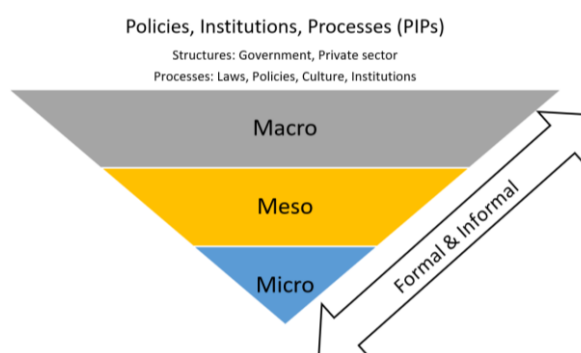 Policies, Institutions, Processes (PIPs)
Structures: Government, Private sector
Processes: Laws, Policies, Culture, Institutions
Macro
Meso
Micro
Formal & Informal